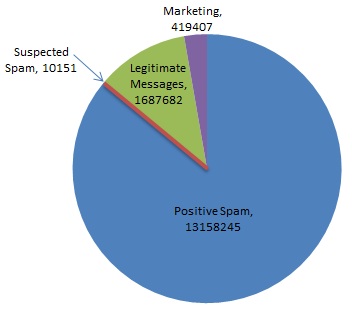 Marketing,
419407
Suspected
Spam, 10151
Legitimate
Messages,
1687682
Positive Spam,
13158245